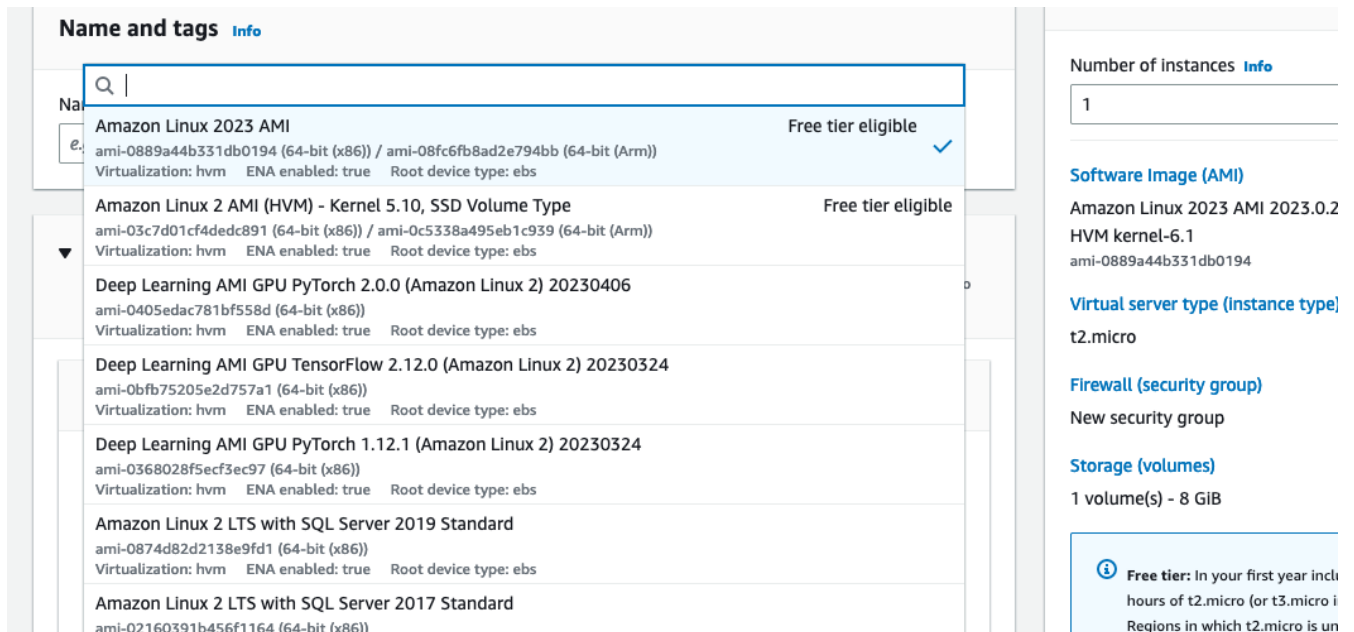 Name and tags Info
Na
e.
Amazon Linux 2023 AMI Free tier eligible
ami-0889a44b331db0194 (64-bit (x86)) / ami-08fc6fb8ad2e794bb (64-bit (Arm))
Virtualization: hvm ENA enabled: true Root device type: ebs
Amazon Linux 2 AMI (HVM) - Kernel 5.10, SSD Volume Type Free tier eligible
ami-03c7d01cf4dedc891 (64-bit (x86)) / ami-0c5338a495eb1c939 (64-bit (Arm))
Virtualization: hvm ENA enabled: true Root device type: ebs
Deep Learning AMI GPU PyTorch 2.0.0 (Amazon Linux 2) 20230406
ami-0405edac781bf558d (64-bit (x86))
Virtualization: hvm ENA enabled: true Root device type: ebs
Deep Learning AMI GPU TensorFlow 2.12.0 (Amazon Linux 2) 20230324
ami-0bfb75205e2d757a1 (64-bit (x86))
Virtualization: hvm ENA enabled: true Root device type: ebs
Deep Learning AMI GPU PyTorch 1.12.1 (Amazon Linux 2) 20230324
ami-0368028f5ecf3ec97 (64-bit (x86))
Virtualization: hvm ENA enabled: true Root device type: ebs
Amazon Linux 2 LTS with SQL Server 2019 Standard
ami-0874d82d2138e9fd1 (64-bit (x86))
Virtualization: hvm ENA enabled: true Root device type: ebs
Amazon Linux 2 LTS with SQL Server 2017 Standard
ami-02160391b456f1164 (64-bit (x86))
Number of instances Info
1
Software Image (AMI)
Amazon Linux 2023 AMI 2023.0.2
HVM kernel-6.1
ami-0889a44b331db0194
Virtual server type (instance type)
t2.micro
Firewall (security group)
New security group
Storage (volumes)
1 volume(s) - 8 GiB
Free tier: In your first year inclu
hours of t2.micro (or t3.micro i
Regions in which t2.micro is un